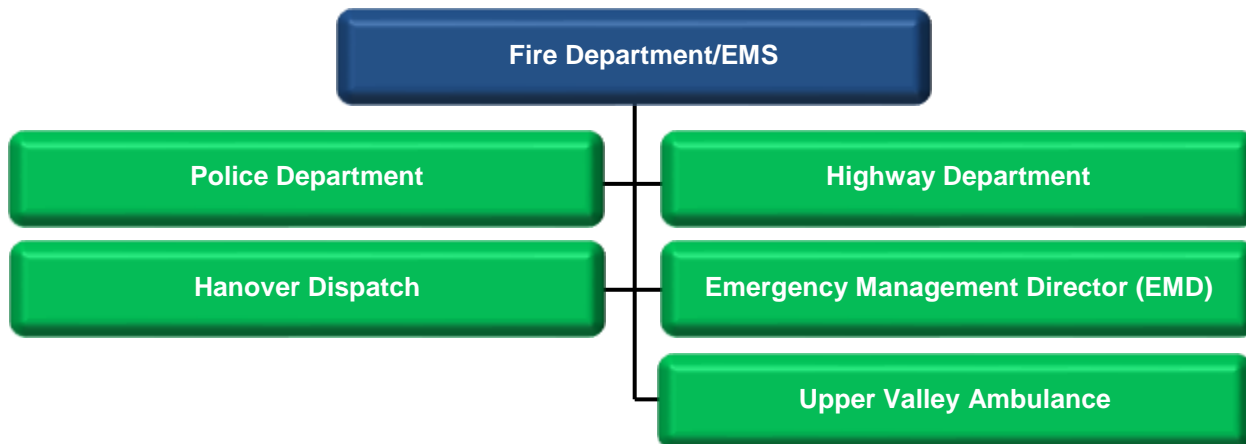 Fire Department/EMS
Police Department
Highway Department
Hanover Dispatch
Emergency Management Director (EMD)
Upper Valley Ambulance